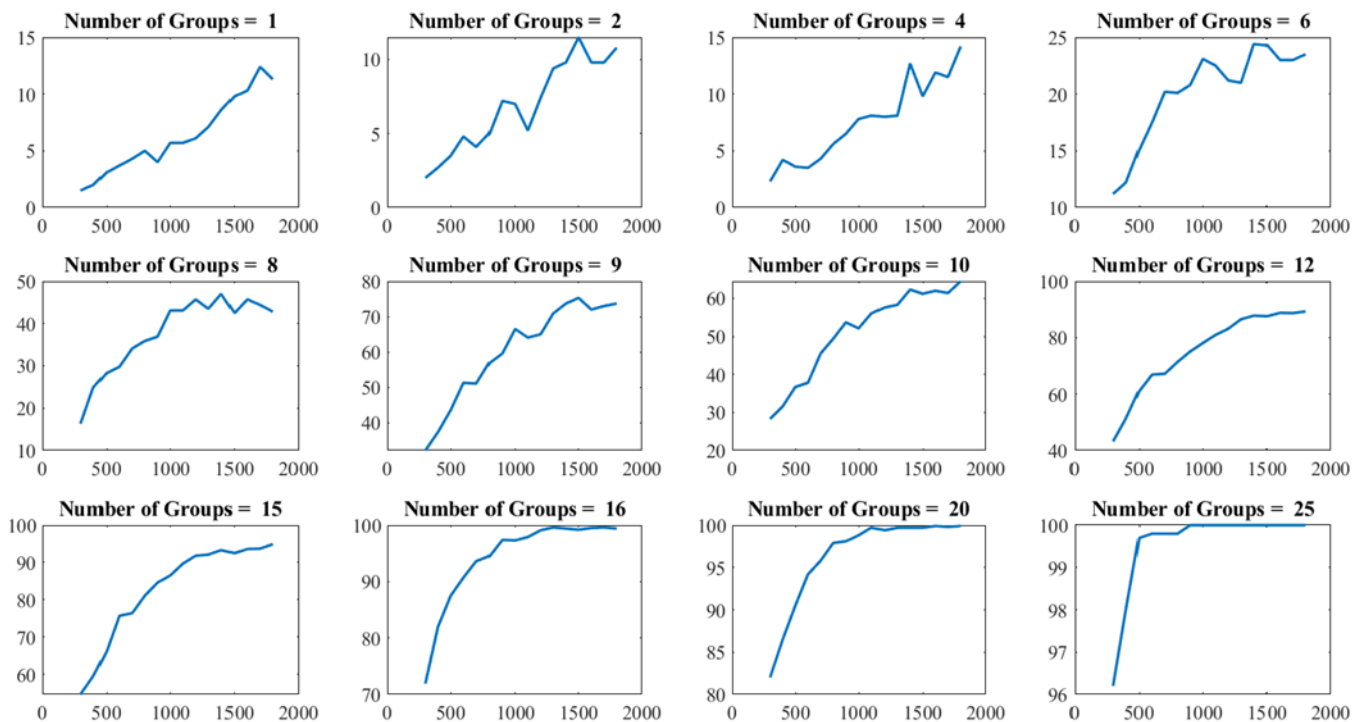 Number of Groups = 1
15
10
5
0
0 500 1000 1500 2000
Number of Groups = 2
10
5
0
0 500 1000 1500 2000
Number of Groups = 4
15
10
5
0
0 500 1000 1500 2000
Number of Groups = 6
25
20
15
10
0 500 1000 1500 2000
Number of Groups = 8
50
40
30
20
10
0 500 1000 1500 2000
Number of Groups = 9
80
70
60
50
40
0 500 1000 1500 2000
Number of Groups = 10
60
50
40
30
20
0 500 1000 1500 2000
Number of Groups = 12
100
80
60
40
0 500 1000 1500 2000
Number of Groups = 15
100
90
80
70
60
0 500 1000 1500 2000
Number of Groups = 16
100
90
80
70
0 500 1000 1500 2000
Number of Groups = 20
100
95
90
85
80
0 500 1000 1500 2000
Number of Groups = 25
100
99
98
97
96
0 500 1000 1500 2000